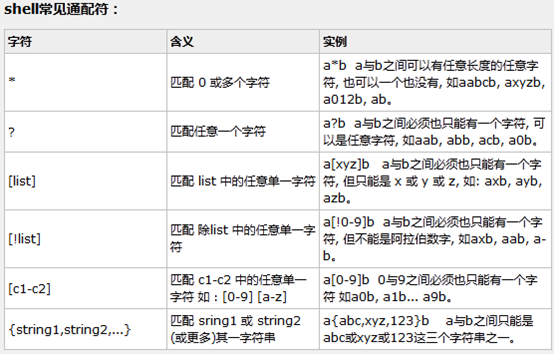 shell常见通配符：
字符 含义 实例
* 匹配 0 或多个字符 a*b a与b之间可以有任意长度的任意字
符, 也可以一个也没有, 如aabcb, axyzb,
a012b, ab。
? 匹配任意一个字符 a?b a与b之间必须也只能有一个字符, 可
以是任意字符, 如aab, abb, acb, a0b。
[list] 匹配 list 中的任意单一字符 a[xyz]b a与b之间必须也只能有一个字
符, 但只能是 x 或 y 或 z, 如: axb, ayb,
azb。
[!list] 匹配 除list 中的任意单一字
符 a[!0-9]b a与b之间必须也只能有一个字
符, 但不能是阿拉伯数字, 如axb, aab, a-
b。
[c1-c2] 匹配 c1-c2 中的任意单一
字符 如：[0-9] [a-z] a[0-9]b 0与9之间必须也只能有一个字
符 如a0b, a1b... a9b。
{string1,string2,...} 匹配 sring1 或 string2
(或更多)其一字符串 a{abc,xyz,123}b a与b之间只能是
abc或xyz或123这三个字符串之一。